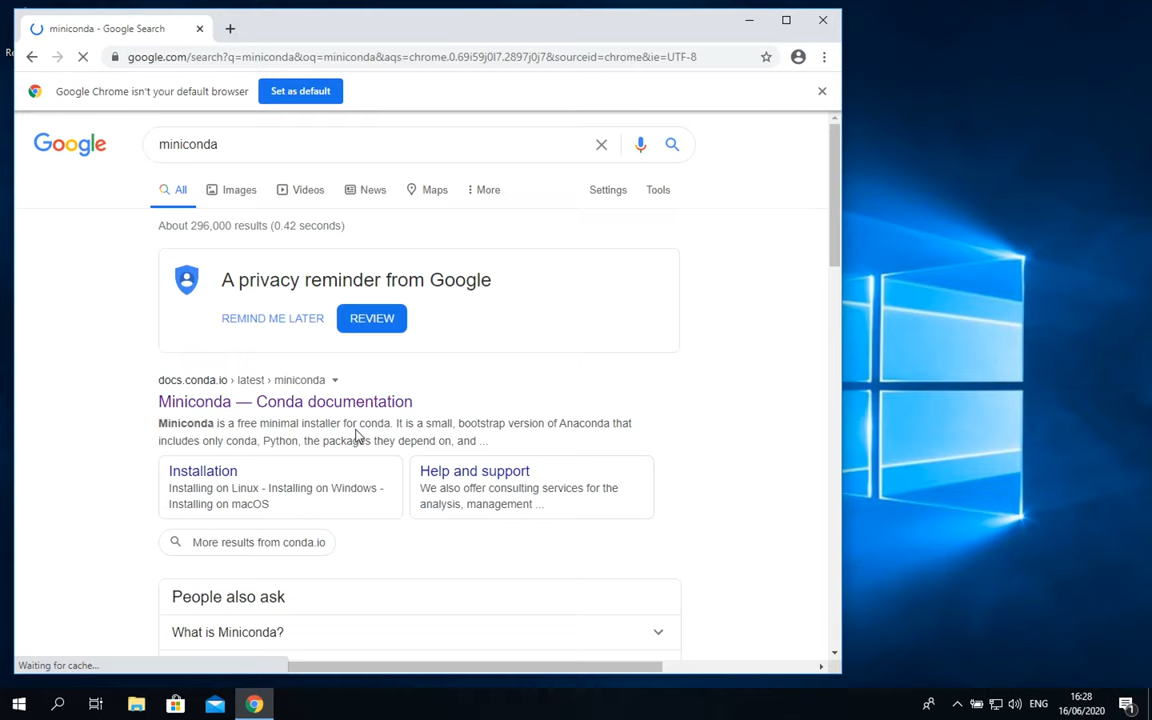 miniconda - Google Search
google.com/search?q=miniconda&oq=miniconda&aqs=chrome.0.69i59j0l7.2897j0j7&sourceid=chrome&ie=UTF-8
Google Chrome isn't your default browser
Set as default
Google
miniconda
All
Images
Videos
News
Maps
More
Settings
Tools
About 296,000 results (0.42 seconds)
A privacy reminder from Google
REMIND ME LATER
REVIEW
docs.conda.io › latest › miniconda
Miniconda — Conda documentation
Miniconda is a free minimal installer for conda. It is a small, bootstrap version of Anaconda that
includes only conda, Python, the packages they depend on, and ...
Installation
Installing on Linux - Installing on Windows -
Installing on macOS
Help and support
We also offer consulting services for the
analysis, management ...
More results from conda.io
People also ask
What is Miniconda?
Waiting for cache...
ENG
16:28
16/06/2020
1